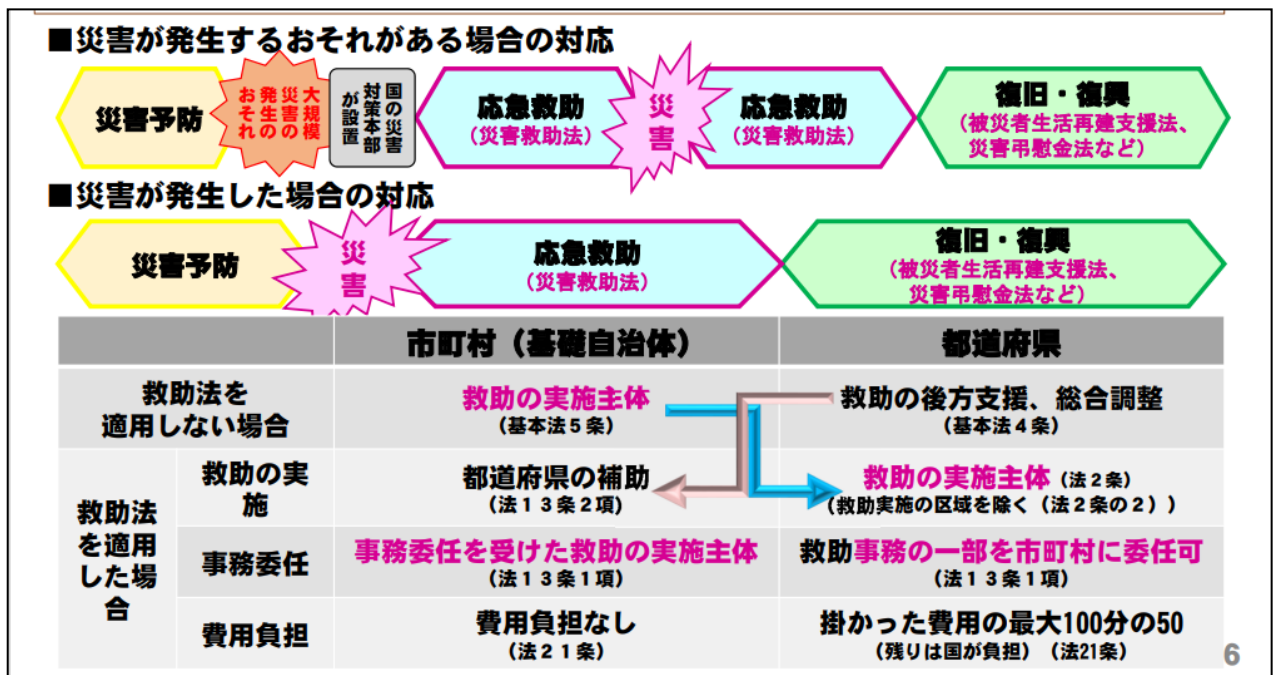 ■災害が発生するおそれがある場合の対応
災害予防
大規模
災害の
発生の
おそれ
国の災害
対策本部
が設置
応急救助
(災害救助法)
災
害
応急救助
(災害救助法)
復旧・復興
(被災者生活再建支援法、
災害弔慰金法など)
■災害が発生した場合の対応
災害予防
災
害
応急救助
(災害救助法)
復旧・復興
(被災者生活再建支援法、
災害弔慰金法など)
市町村（基礎自治体）
都道府県
救助法を
適用しない場合
救助の実施主体
(基本法５条)
救助の後方支援、総合調整
(基本法４条)
救助法
を適用
した場
合
救助の実
施
都道府県の補助
(法１３条２項)
救助の実施主体 (法２条)
(救助実施の区域を除く (法２条の２) )
事務委任
事務委任を受けた救助の実施主体
(法１３条１項)
救助事務の一部を市町村に委任可
(法１３条１項)
費用負担
費用負担なし
(法２１条)
掛かった費用の最大100分の50
(残りは国が負担) (法21条)
6